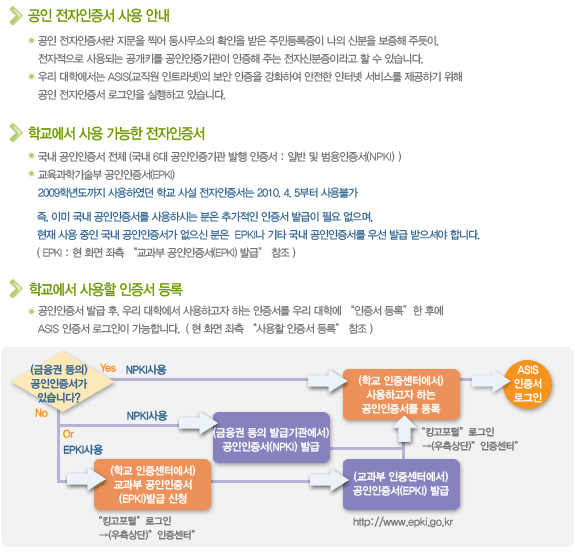 공인 전자인증서 사용 안내
공인 전자인증서란 지문을 찍어 동사무소의 확인을 받은 주민등록증이 나의 신분을 보증해 주듯이,
전자적으로 사용되는 공개키를 공인인증기관이 인증해 주는 전자신분증이라고 할 수 있습니다.
우리 대학에서는 ASIS(교직원 인트라넷)의 보안 인증을 강화하여 안전한 인터넷 서비스를 제공하기 위해
공인 전자인증서 로그인을 실행하고 있습니다.
학교에서 사용 가능한 전자인증서
국내 공인인증서 전체 (국내 6대 공인인증기관 발행 인증서 : 일반 및 범용인증서(NPKI) )
교육과학기술부 공인인증서(EPKI)
2009학년도까지 사용하였던 학교 사설 전자인증서는 2010. 4. 5부터 사용불가
즉, 이미 국내 공인인증서를 사용하시는 분은 추가적인 인증서 발급이 필요 없으며,
현재 사용 중인 국내 공인인증서가 없으신 분은 EPKI나 기타 국내 공인인증서를 우선 발급 받으셔야 합니다.
( EPKI : 현 화면 좌측 “교과부 공인인증서(EPKI) 발급” 참조 )
학교에서 사용할 인증서 등록
공인인증서 발급 후, 우리 대학에서 사용하고자 하는 인증서를 우리 대학에 “인증서 등록” 한 후에
ASIS 인증서 로그인이 가능합니다. ( 현 화면 좌측 “사용할 인증서 등록” 참조 )
(금융권 등의)
공인인증서가
있습니까?
Yes
NPKI사용
(학교 인증센터에서)
사용하고자 하는
공인인증서를 등록
ASIS
인증서
로그인
No
NPKI사용
(금융권 등의 발급기관에서)
공인인증서(NPKI) 발급
“킹고포털” 로그인
→(우측상단)” 인증센터”
Or
EPKI사용
(학교 인증센터에서)
교과부 공인인증서
(EPKI)발급 신청
(교과부 인증센터에서)
공인인증서(EPKI) 발급
“킹고포털” 로그인
→(우측상단)” 인증센터”
http://www.epki.go.kr